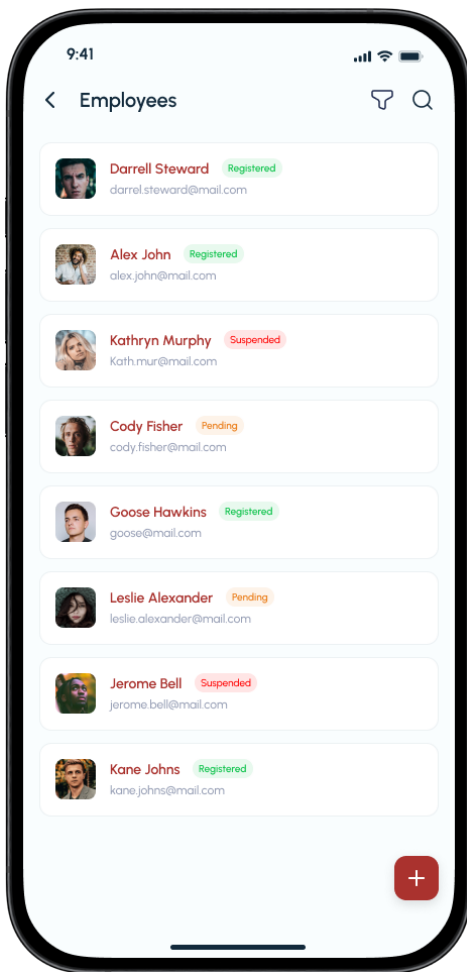 9:41
Employees
Darrell Steward Registered
darrel.steward@mail.com
Alex John Registered
alex.john@mail.com
Kathryn Murphy Suspended
Kath.mur@mail.com
Cody Fisher Pending
cody.fisher@mail.com
Goose Hawkins Registered
goose@mail.com
Leslie Alexander Pending
leslie.alexander@mail.com
Jerome Bell Suspended
jerome.bell@mail.com
Kane Johns Registered
kane.johns@mail.com